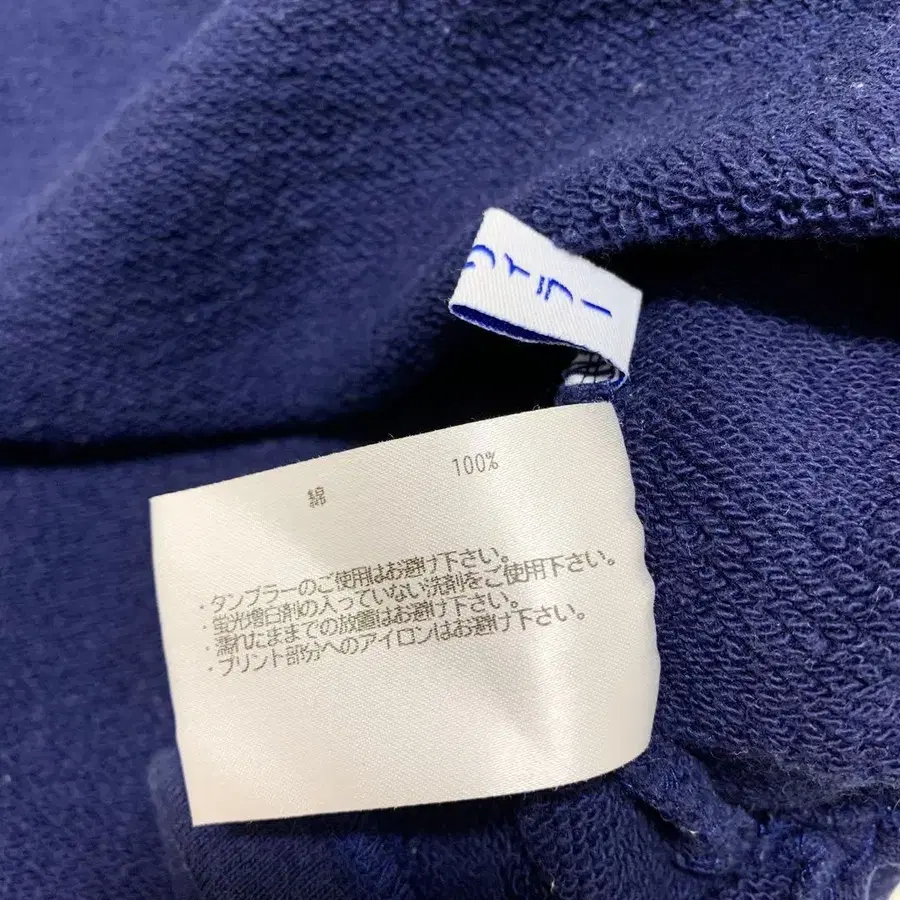 綿 100%
・タンブラーのご使用はお避け下さい。
・蛍光増白剤の入っていない洗剤をご使用下さい。
・濡れたままでの放置はお避け下さい。
・プリント部分へのアイロンはお避け下さい。